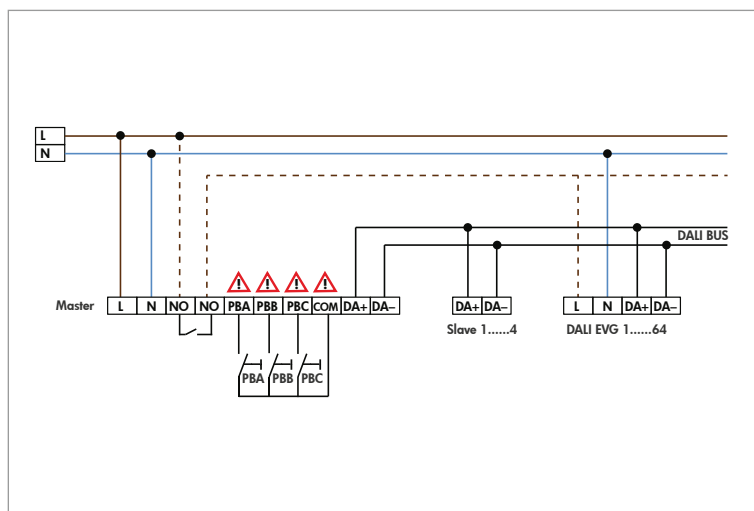 L
N
DALI BUS
! ! ! !
Master L N NO NO PBA PBB PBC COM DA+ DA– DA+ DA– L N DA+ DA–
Slave 1......4 DALI EVG 1......64
PBA PBB PBC